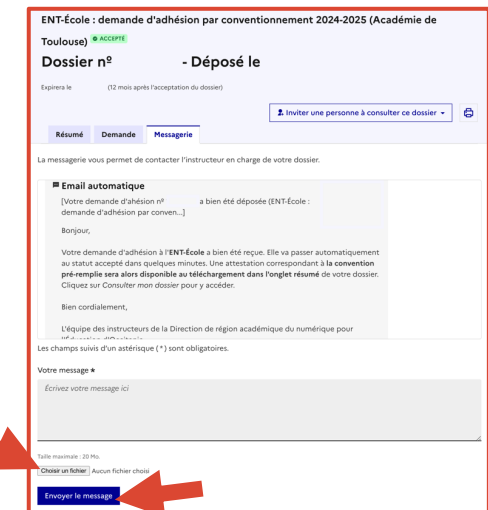 ENT-École : demande d'adhésion par conventionnement 2024-2025 (Académie de
Toulouse) ACCEPTÉ
Dossier nº - Déposé le
Expirera le (12 mois après l'acceptation du dossier)
Inviter une personne à consulter ce dossier
Résumé Demande Messagerie
La messagerie vous permet de contacter l'instructeur en charge de votre dossier.
Email automatique
[Votre demande d'ahésion nº a bien été déposée (ENT-École :
demande d'adhésion par conven...]
Bonjour,
Votre demande d'adhésion à l'ENT-École a bien été reçue. Elle va passer automatiquement
au statut accepté dans quelques minutes. Une attestation correspondant à la convention
pré-remplie sera alors disponible au téléchargement dans l'onglet résumé de votre dossier.
Cliquez sur Consulter mon dossier pour y accéder.
Bien cordialement,
L'équipe des instructeurs de la Direction de région académique du numérique pour
l'Éducation d'Occitanie
Les champs suivis d'un astérisque (*) sont obligatoires.
Votre message *
Écrivez votre message ici
Taille maximale : 20 Mo.
Choisir un fichier Aucun fichier choisi
Envoyer le message